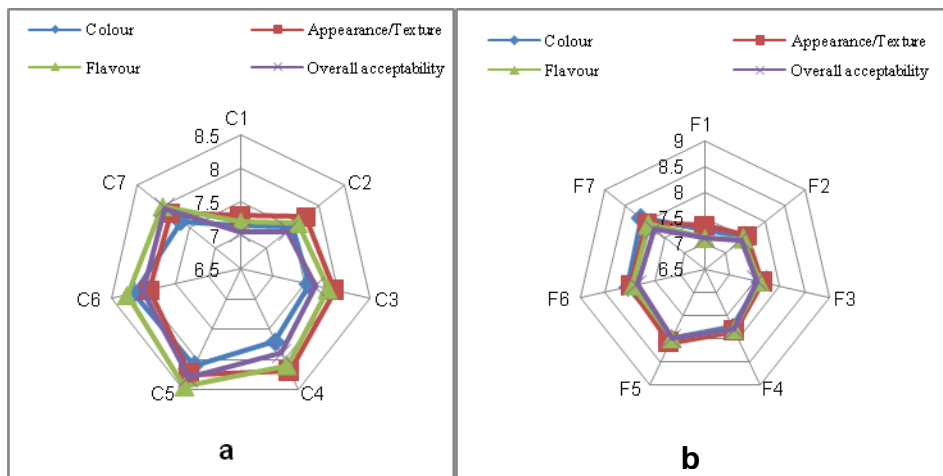 Colour Appearance/Texture
Flavour Overall acceptability
C1
8.5
8
7.5
7
6.5
C2
C3
C4
C5
C6
C7
a
Colour Appearance/Texture
Flavour Overall acceptability
F1
9
8.5
8
7.5
7
6.5
F2
F3
F4
F5
F6
F7
b